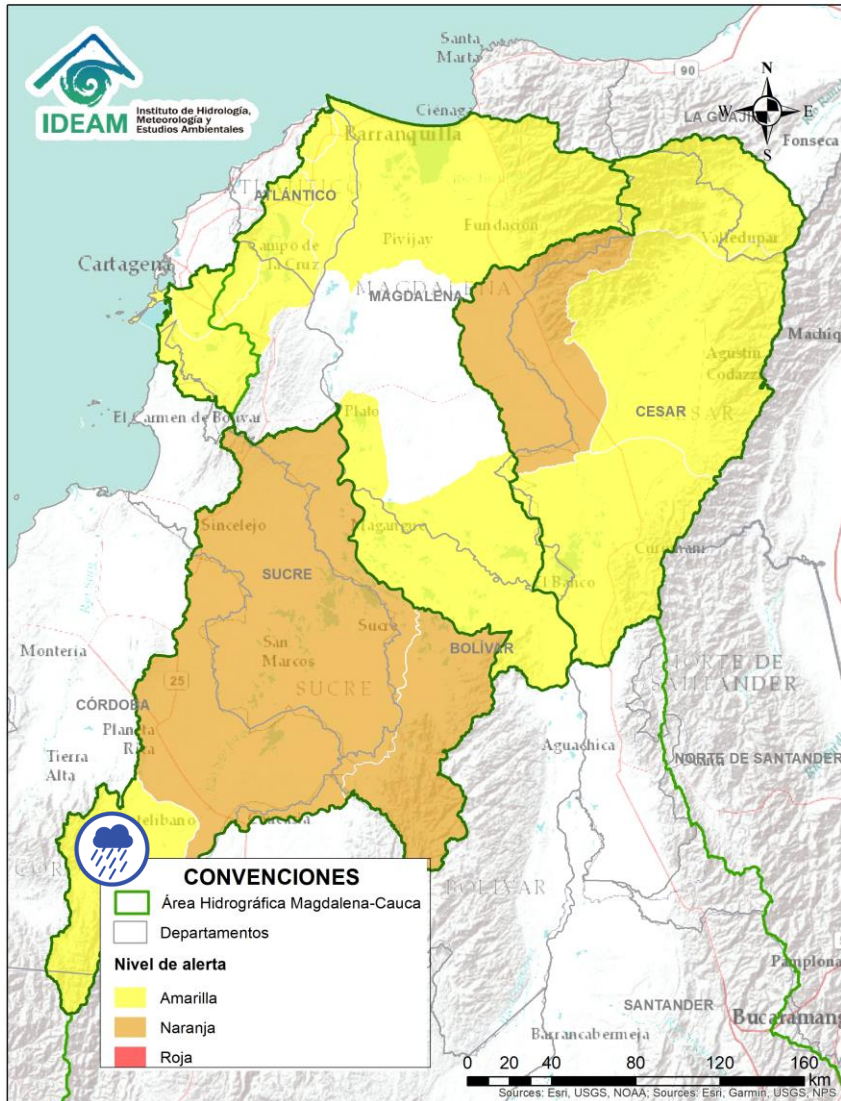 IDEAM
Instituto de Hidrología,
Meteorología y
Estudios Ambientales
Santa
Marta
90
N
W
E
S
Ciénaga
Barranquilla
Fonseca
ATLÁNTICO
Valledupar
Cartagena
Campo de
la Cruz
Pivijay
Fundación
MAGDALENA
Agustín
Codazzi
El Carmen de Bolívar
Plato
CESAR
Sincelejo
Magangué
SUCRE
El Banco
Montería
San
Marcos
Sucre
BOLÍVAR
SUCRE
25
CÓRDOBA
Planeta
Rica
Tierra
Alta
Aguachica
NORTE DE
SANTANDER
NORTE DE SANTANDER
BOLÍVAR
CONVENCIONES
Área Hidrográfica Magdalena-Cauca
Departamentos
Nivel de alerta
Amarilla
Naranja
Roja
Pamplona
SANTANDER
Barrancabermeja
0 20 40 80 120 160
Km
Sources: Esri, USGS, NOAA; Sources: Esri, Garmin, USGS, NPS